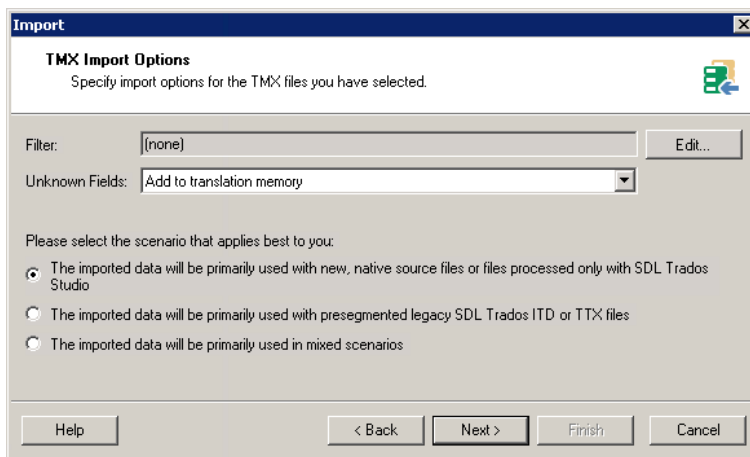 Import
TMX Import Options
Specify import options for the TMX files you have selected.
Filter: (none) Edit...
Unknown Fields: Add to translation memory
Please select the scenario that applies best to you:
The imported data will be primarily used with new, native source files or files processed only with SDL Trados
Studio
The imported data will be primarily used with presegmented legacy SDL Trados ITD or TTX files
The imported data will be primarily used in mixed scenarios
Help < Back Next > Finish Cancel